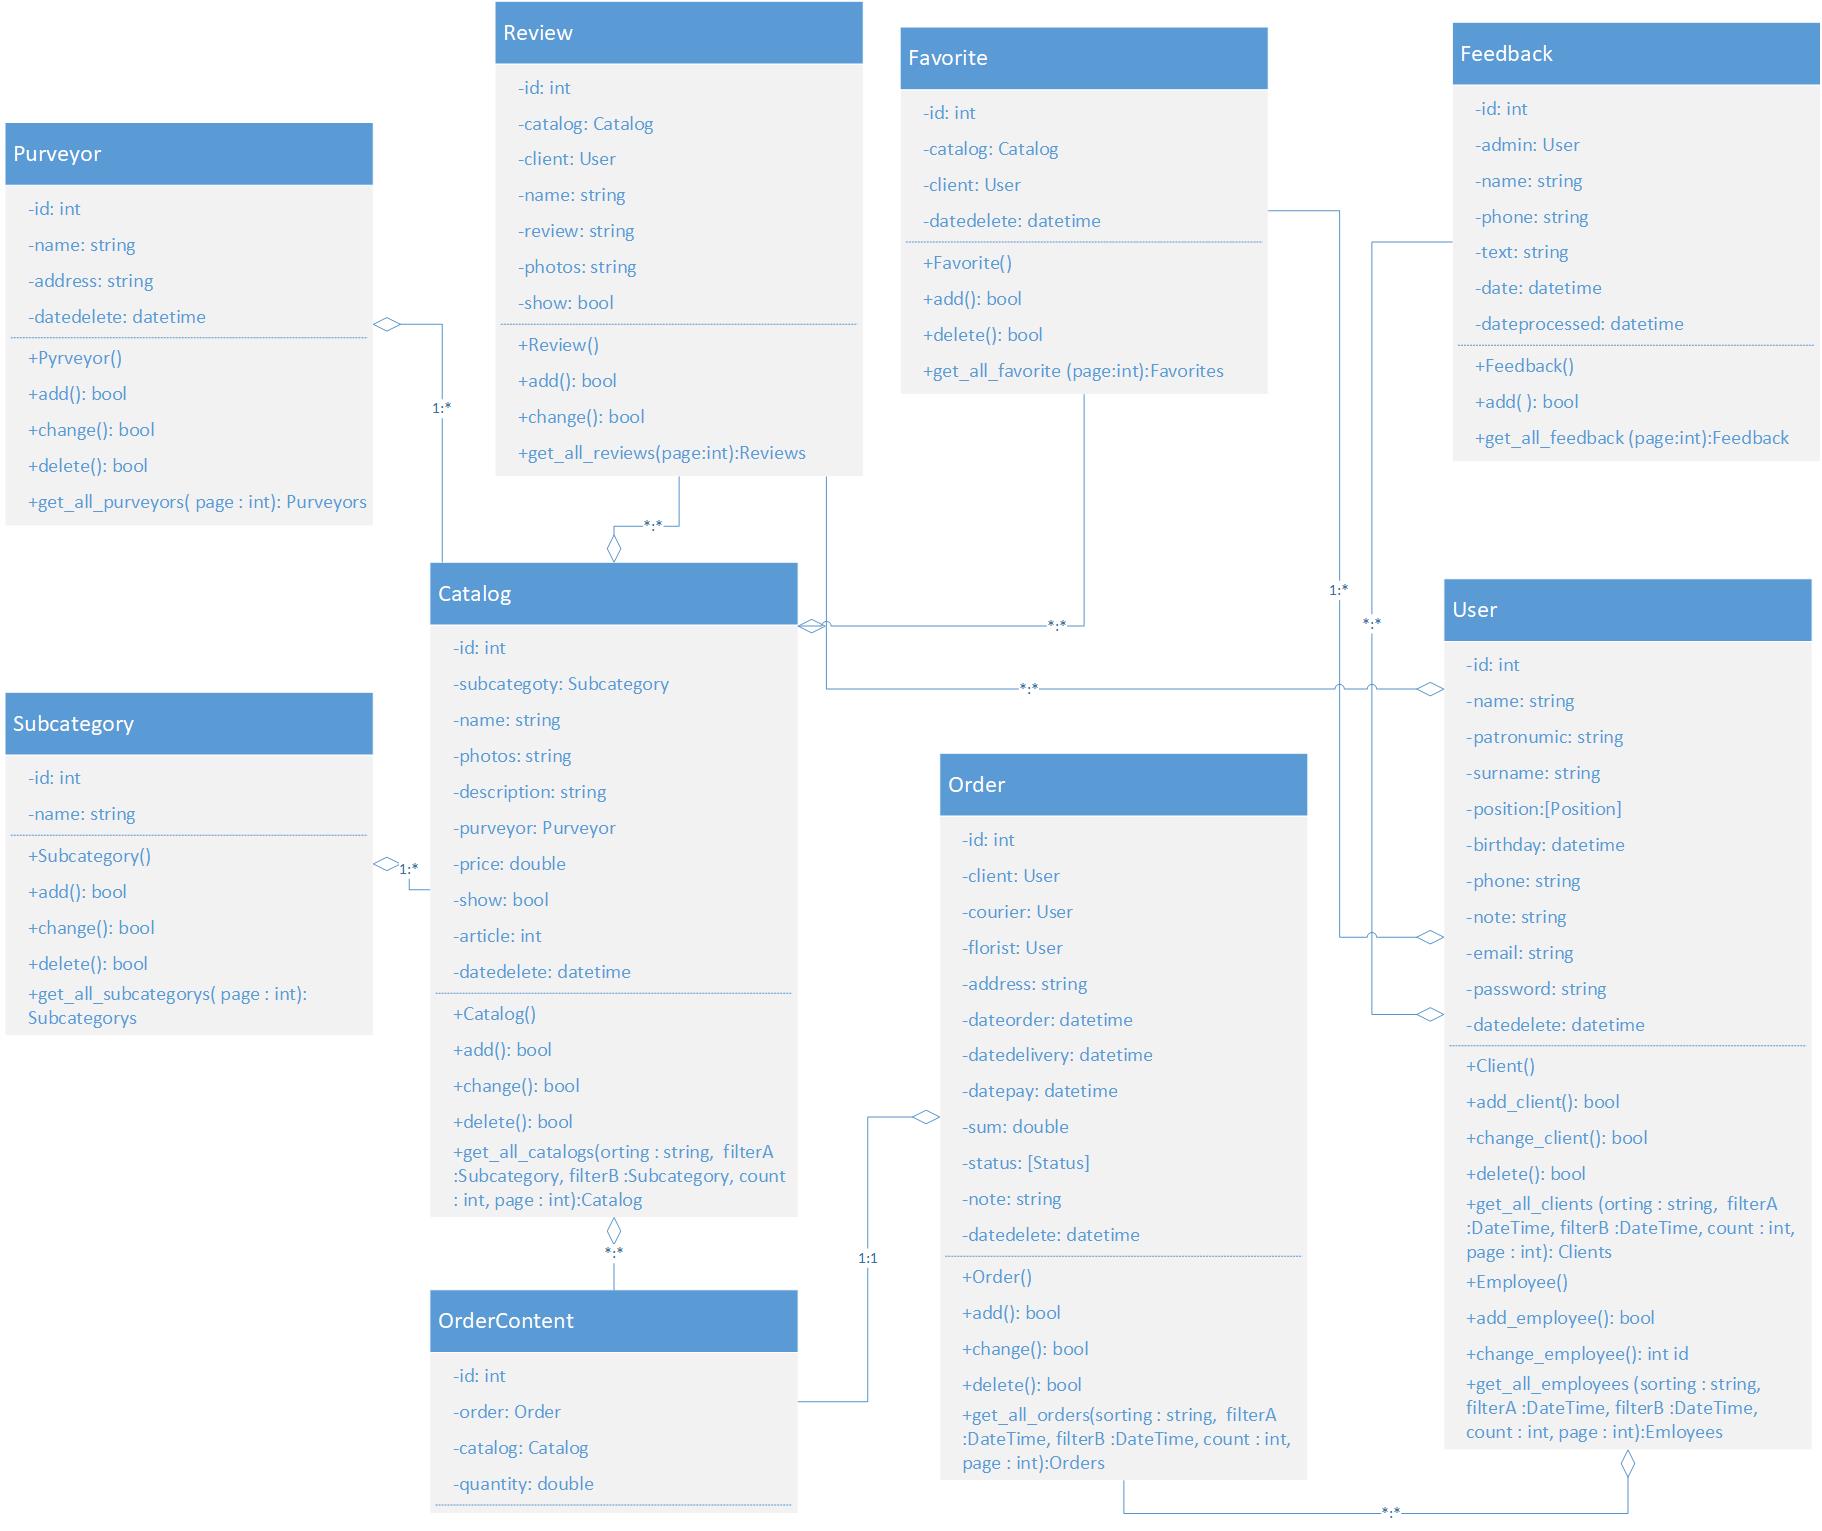 Review
-id: int
-catalog: Catalog
-client: User
-name: string
-review: string
-photos: string
-show: bool
+Review()
+add(): bool
+change(): bool
+get_all_reviews(page:int):Reviews
Favorite
-id: int
-catalog: Catalog
-client: User
-datedelete: datetime
+Favorite()
+add(): bool
+delete(): bool
+get_all_favorite (page:int):Favorites
Feedback
-id: int
-admin: User
-name: string
-phone: string
-text: string
-date: datetime
-dateprocessed: datetime
+Feedback()
+add( ): bool
+get_all_feedback (page:int):Feedback
Purveyor
-id: int
-name: string
-address: string
-datedelete: datetime
+Pyrveyor()
+add(): bool
+change(): bool
+delete(): bool
+get_all_purveyors( page : int): Purveyors
1:*
*:*
*:*
*:*
1:*
*:*
Catalog
-id: int
-subcategoty: Subcategory
-name: string
-photos: string
-description: string
-purveyor: Purveyor
-price: double
-show: bool
-article: int
-datedelete: datetime
+Catalog()
+add(): bool
+change(): bool
+delete(): bool
+get_all_catalogs(orting : string,  filterA
:Subcategory, filterB :Subcategory, count
: int, page : int):Catalog
Subcategory
-id: int
-name: string
+Subcategory()
+add(): bool
+change(): bool
+delete(): bool
+get_all_subcategorys( page : int):
Subcategorys
1:*
User
-id: int
-name: string
-patronumic: string
-surname: string
-position:[Position]
-birthday: datetime
-phone: string
-note: string
-email: string
-password: string
-datedelete: datetime
+Client()
+add_client(): bool
+change_client(): bool
+delete(): bool
+get_all_clients (orting : string,  filterA
:DateTime, filterB :DateTime, count : int,
page : int): Clients
+Employee()
+add_employee(): bool
+change_employee(): int id
+get_all_employees (sorting : string,
filterA :DateTime, filterB :DateTime,
count : int, page : int):Emloyees
Order
-id: int
-client: User
-courier: User
-florist: User
-address: string
-dateorder: datetime
-datedelivery: datetime
-datepay: datetime
-sum: double
-status: [Status]
-note: string
-datedelete: datetime
+Order()
+add(): bool
+change(): bool
+delete(): bool
+get_all_orders(sorting : string,  filterA
:DateTime, filterB :DateTime, count : int,
page : int):Orders
*:*
1:1
OrderContent
-id: int
-order: Order
-catalog: Catalog
-quantity: double
*:*